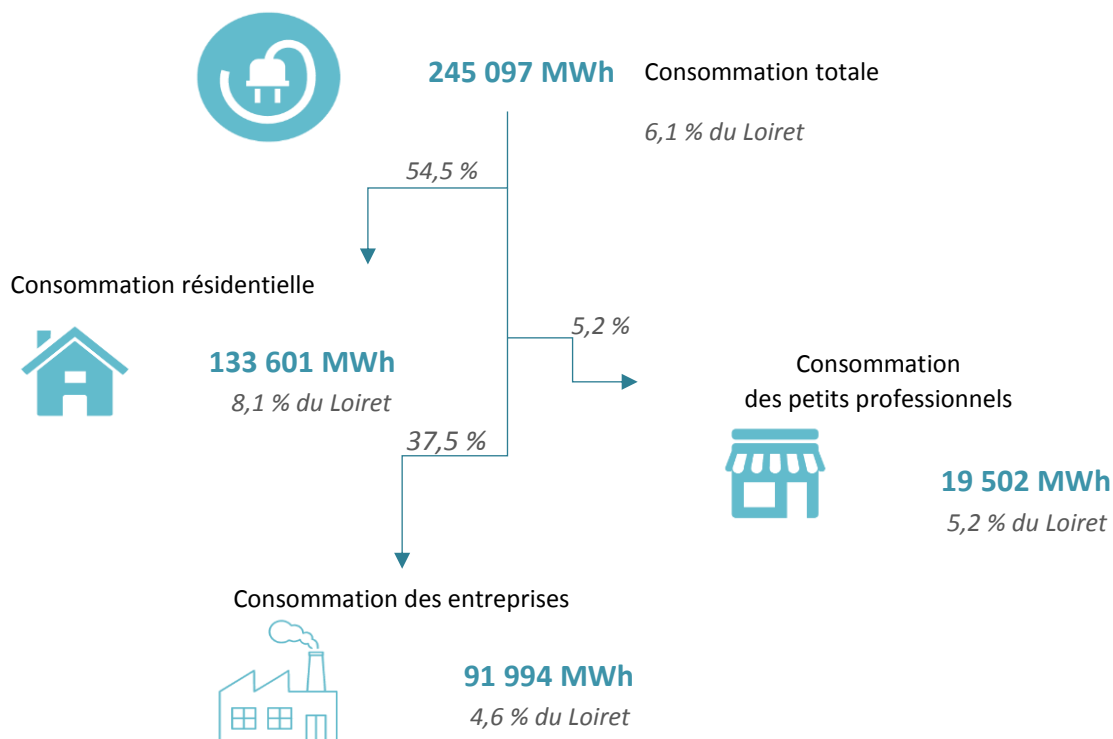 245 097 MWh
Consommation totale
6,1 % du Loiret
54,5 %
Consommation résidentielle
133 601 MWh
8,1 % du Loiret
5,2 %
Consommation
des petits professionnels
19 502 MWh
5,2 % du Loiret
37,5 %
Consommation des entreprises
91 994 MWh
4,6 % du Loiret